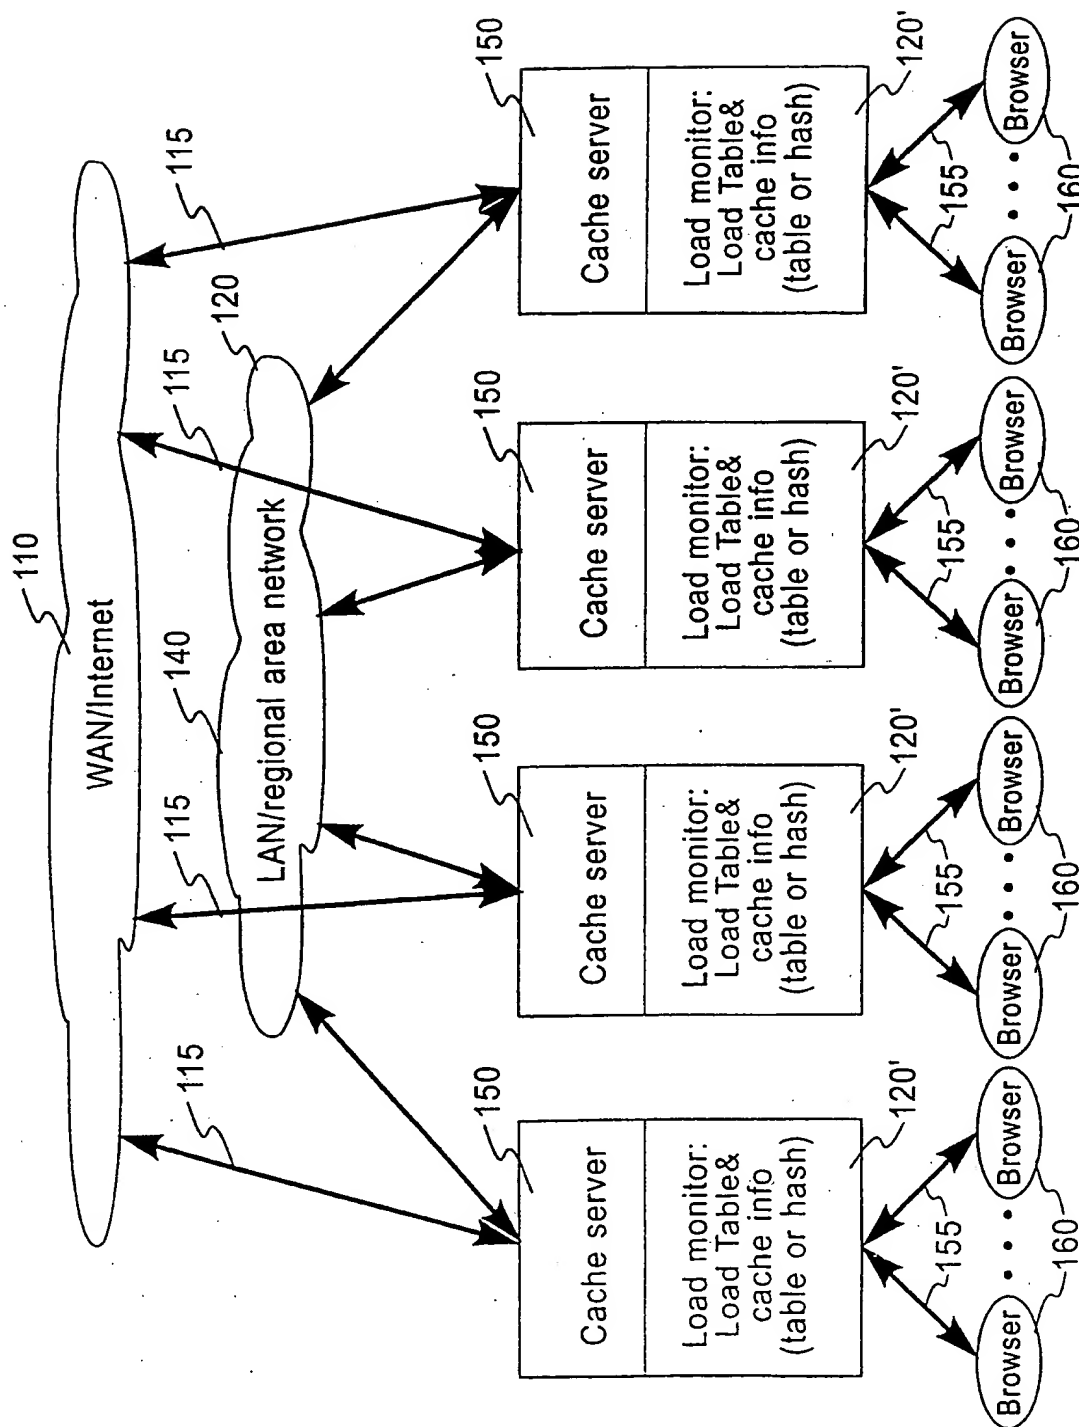 110
WAN/Internet
115
115
140
115
120
115
LAN/regional area network
150
150
150
150
Cache server
Cache server
Cache server
Cache server
Load monitor:
Load Table&
cache info
(table or hash)
Load monitor:
Load Table&
cache info
(table or hash)
Load monitor:
Load Table&
cache info
(table or hash)
Load monitor:
Load Table&
cache info
(table or hash)
120'
120'
120'
120'
155
155
155
155
Browser • • • Browser
Browser • • • Browser
Browser • • • Browser
Browser • • • Browser
160
160
160
160